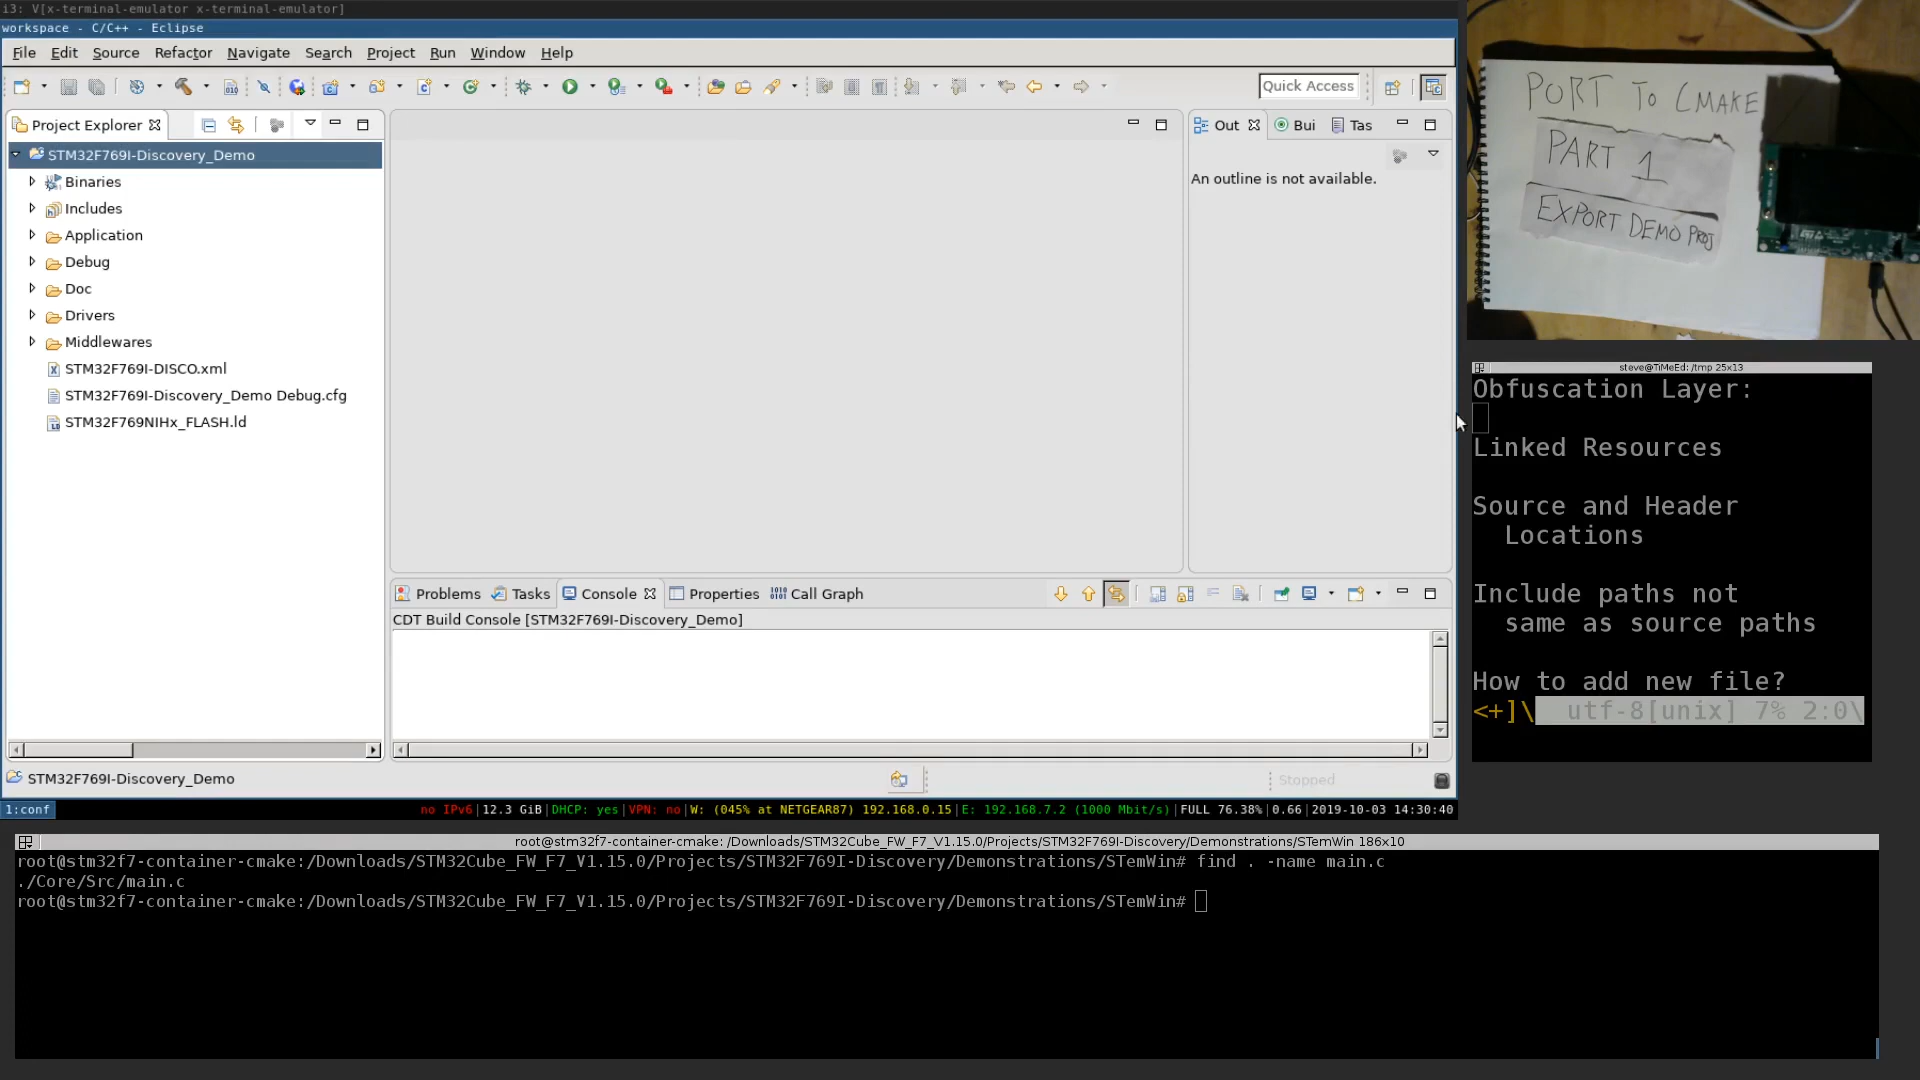 i3: V[x-terminal-emulator x-terminal-emulator]
workspace - C/C++ - Eclipse
File Edit Source Refactor Navigate Search Project Run Window Help
Quick Access
Project Explorer
STM32F769I-Discovery_Demo
Binaries
Includes
Application
Debug
Doc
Drivers
Middlewares
STM32F769I-DISCO.xml
STM32F769I-Discovery_Demo Debug.cfg
STM32F769NIHx_FLASH.ld
Out Bui Tas
An outline is not available.
Problems Tasks Console Properties Call Graph
CDT Build Console [STM32F769I-Discovery_Demo]
STM32F769I-Discovery_Demo
Stopped
1:conf
no IPv6|12.3 GiB|DHCP: yes|VPN: no|W: (045% at NETGEAR87) 192.168.0.15|E: 192.168.7.2 (1000 Mbit/s)|FULL 76.38%|0.66|2019-10-03 14:30:40
PORT TO CMAKE
PART 1
EXPORT DEMO PROJ
steve@TiMeEd: /tmp 25x13
Obfuscation Layer:
Linked Resources
Source and Header
Locations
Include paths not
same as source paths
How to add new file?
<+]\ utf-8[unix] 7% 2:0\
root@stm32f7-container-cmake: /Downloads/STM32Cube_FW_F7_V1.15.0/Projects/STM32F769I-Discovery/Demonstrations/STemWin 186x10
root@stm32f7-container-cmake:/Downloads/STM32Cube_FW_F7_V1.15.0/Projects/STM32F769I-Discovery/Demonstrations/STemWin# find . -name main.c
./Core/Src/main.c
root@stm32f7-container-cmake:/Downloads/STM32Cube_FW_F7_V1.15.0/Projects/STM32F769I-Discovery/Demonstrations/STemWin#